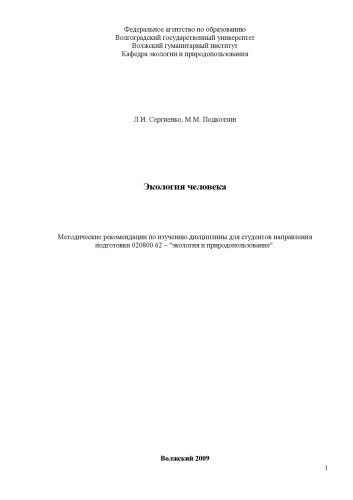 Федеральное агентство по образованию
Волгоградский государственный университет
Волжский гуманитарный институт
Кафедра экологии и природопользования
Л.И. Сергиенко, М.М. Подколзин
Экология человека
Методические рекомендации по изучению дисциплины для студентов направления
подготовки 020800.62 – "экология и природопользование".
Волжский 2009
1